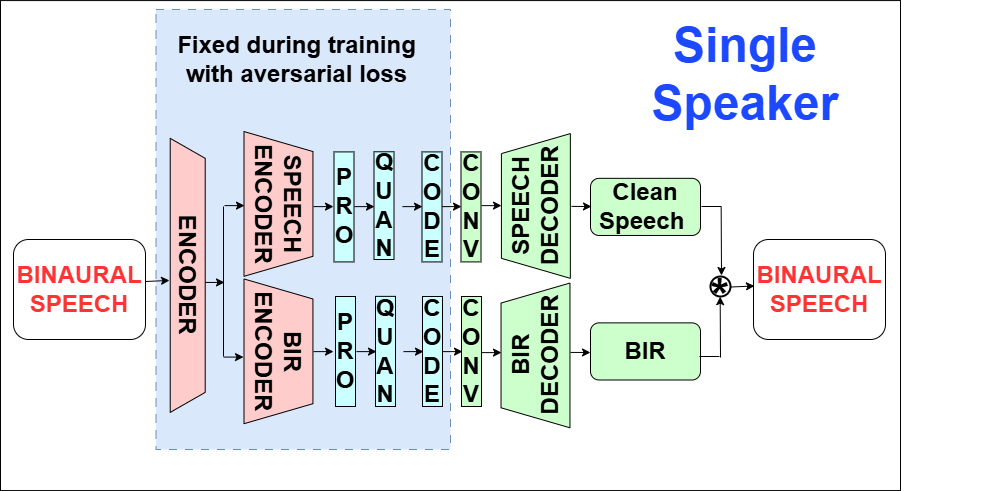 Fixed during training
with aversarial loss
Single
Speaker
BINAURAL
SPEECH
ENCODER
SPEECH
ENCODER
PRO
QUAN
CODE
CONV
SPEECH
DECODER
Clean
Speech
BIR
ENCODER
PRO
QUAN
CODE
CONV
BIR
DECODER
BIR
*
BINAURAL
SPEECH